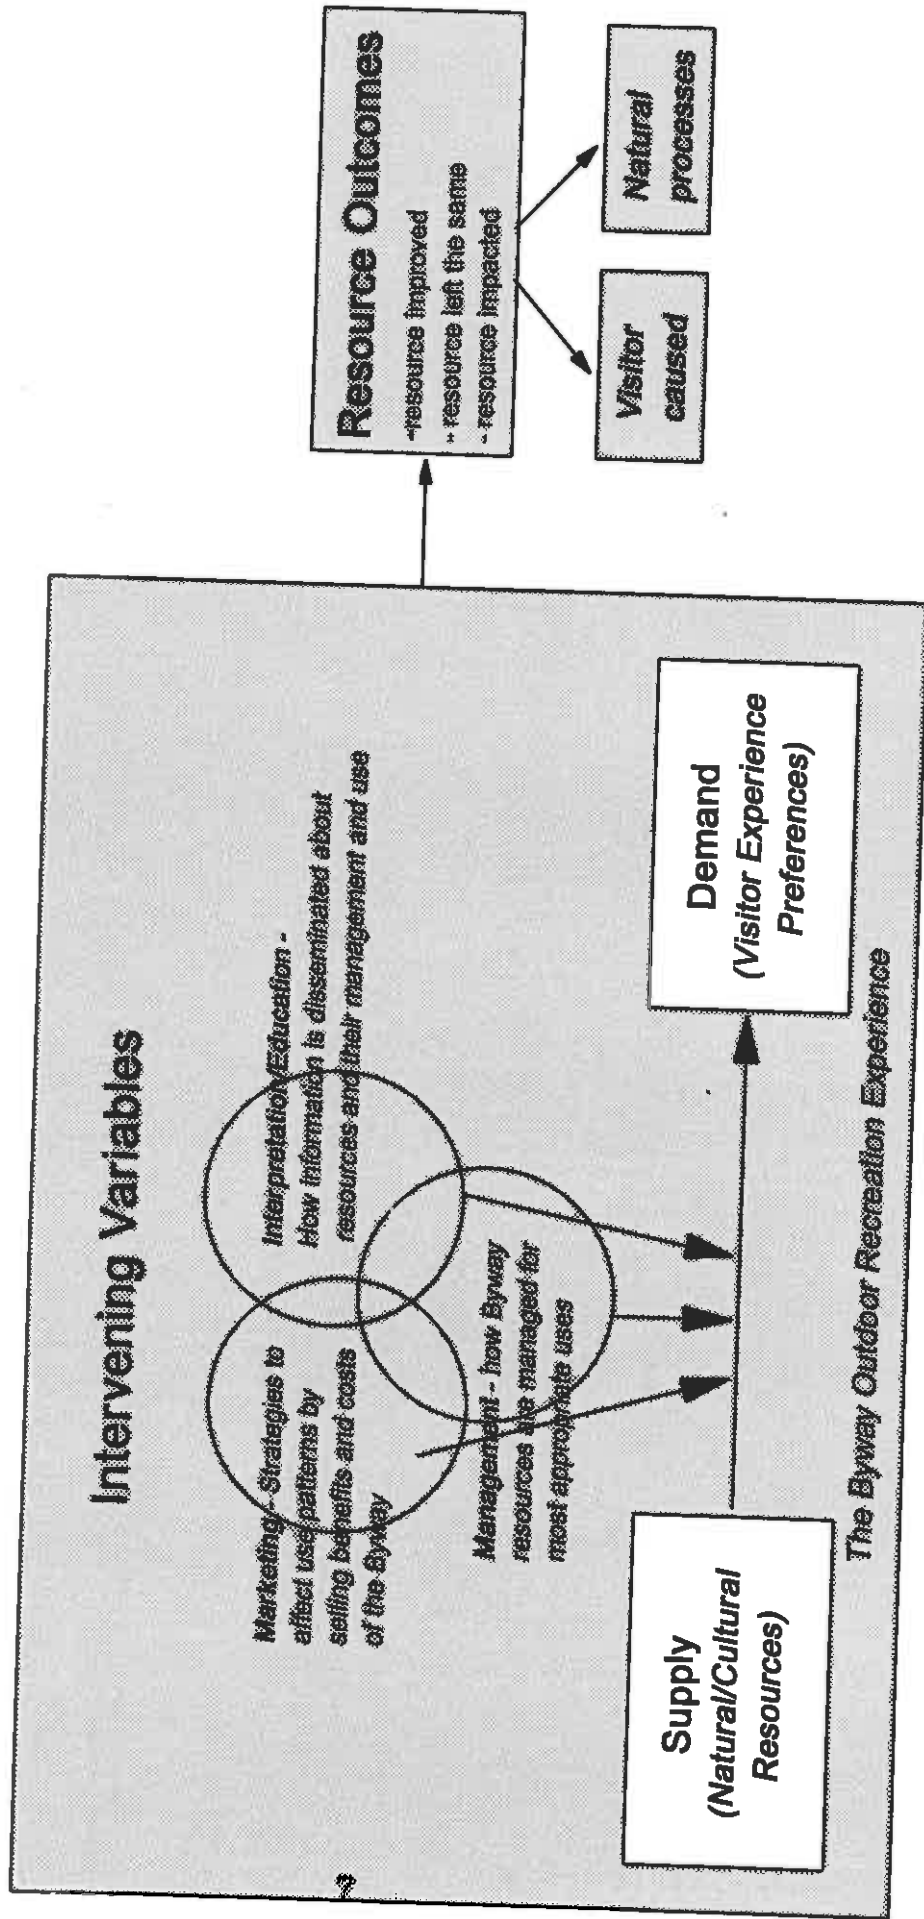 Intervening Variables
Marketing - Strategies to
affect use patterns by
selling benefits and costs
of the Byway
Interpretation/Education -
How information is disseminated about
resources and their management and use
Management - how Byway
resources are managed for
most appropriate uses
Supply
(Natural/Cultural
Resources)
Demand
(Visitor Experience
Preferences)
The Byway Outdoor Recreation Experience
Resource Outcomes
-resource improved
- resource left the same
- resource impacted
Visitor
caused
Natural
processes